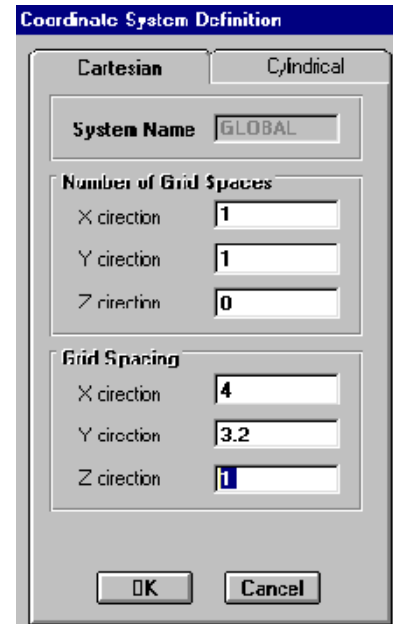 Coordinate System Definition
Cartesian Cylindrical
System Name GLOBAL
Number of Grid Spaces
X direction 1
Y direction 1
Z direction 0
Grid Spacing
X direction 4
Y direction 3.2
Z direction 1
OK Cancel